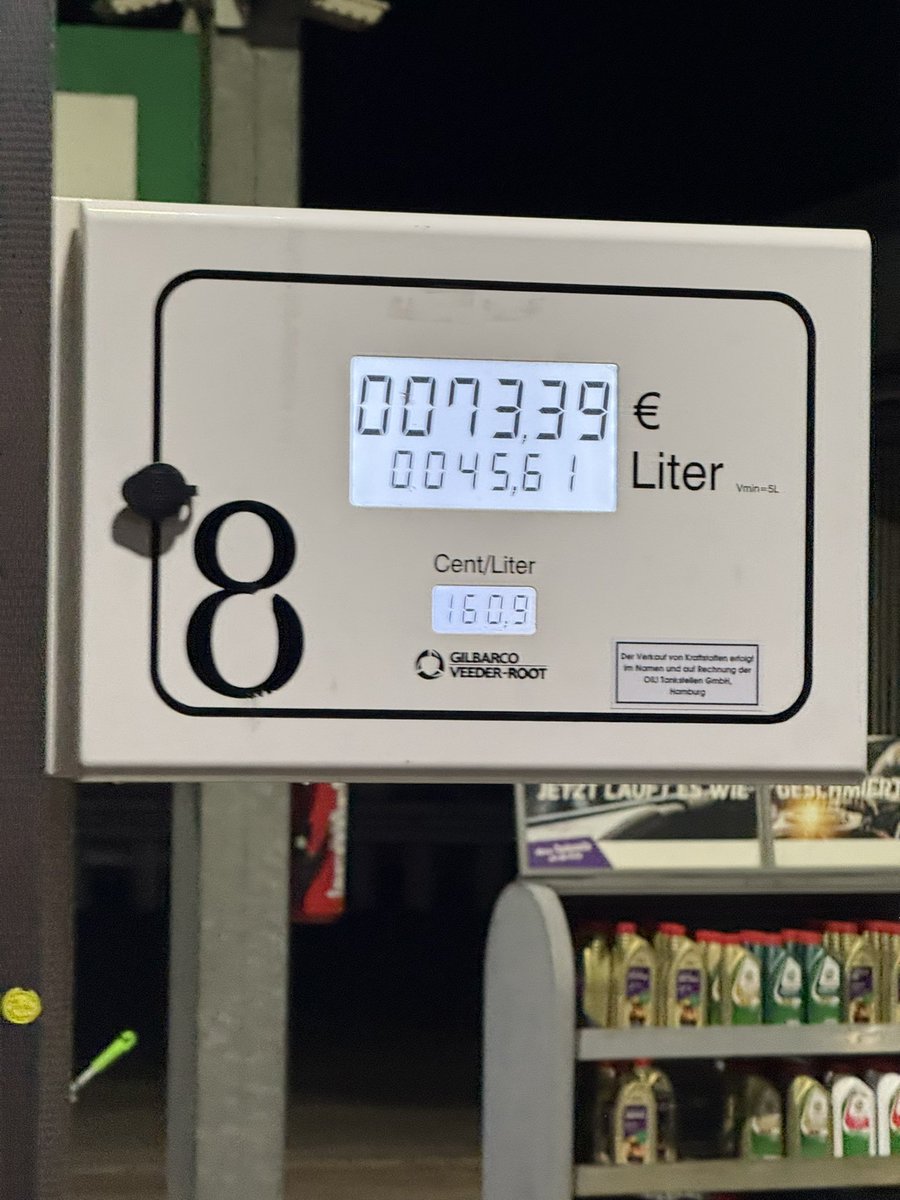 0073,39 €
0045,61 Liter Vmin=5L
8
Cent/Liter
160,9
GILBARCO
VEEDER-ROOT
Der Verkauf von Kraftstoffen erfolgt
im Namen und auf Rechnung der
OIL! Tankstellen GmbH,
Hamburg
JETZT LÄUFT ES WIE GESCHMIERT